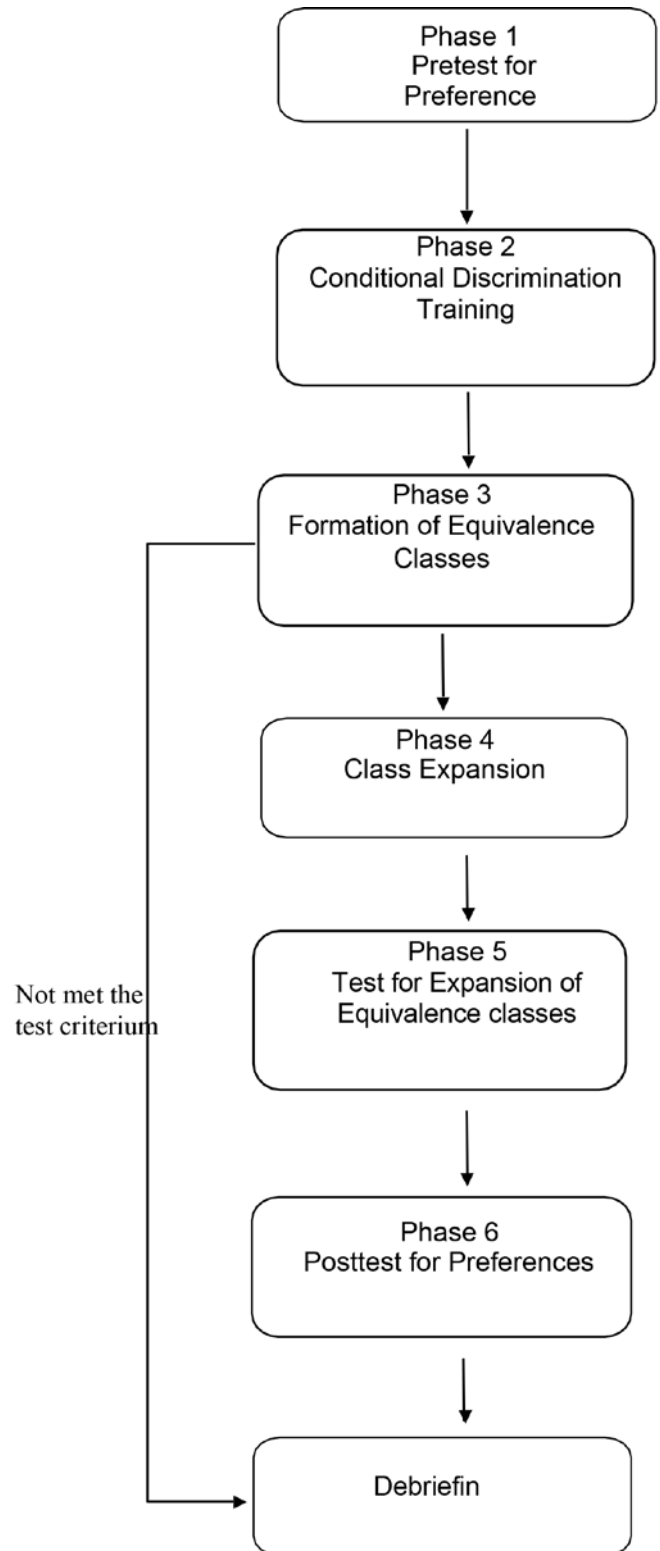 Phase 1
Pretest for
Preference
Phase 2
Conditional Discrimination
Training
Phase 3
Formation of Equivalence
Classes
Phase 4
Class Expansion
Phase 5
Test for Expansion of
Equivalence classes
Not met the
test criterium
Phase 6
Posttest for Preferences
Debriefin